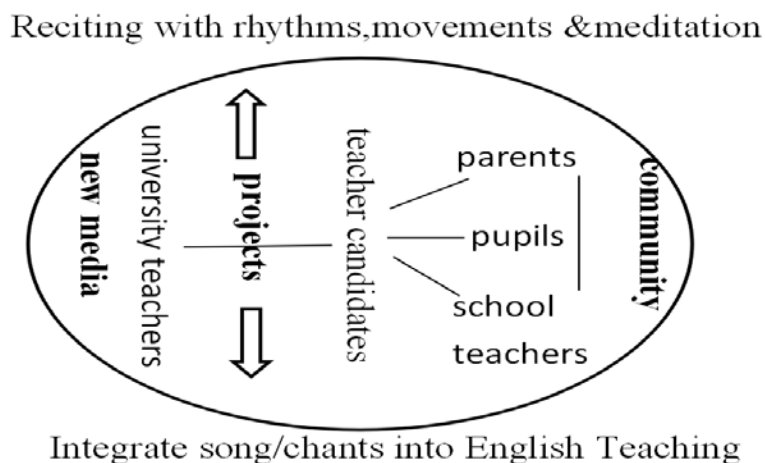 Reciting with rhythms,movements &meditation
new media
university teachers
projects
teacher candidates
parents
pupils
school
teachers
community
Integrate song/chants into English Teaching